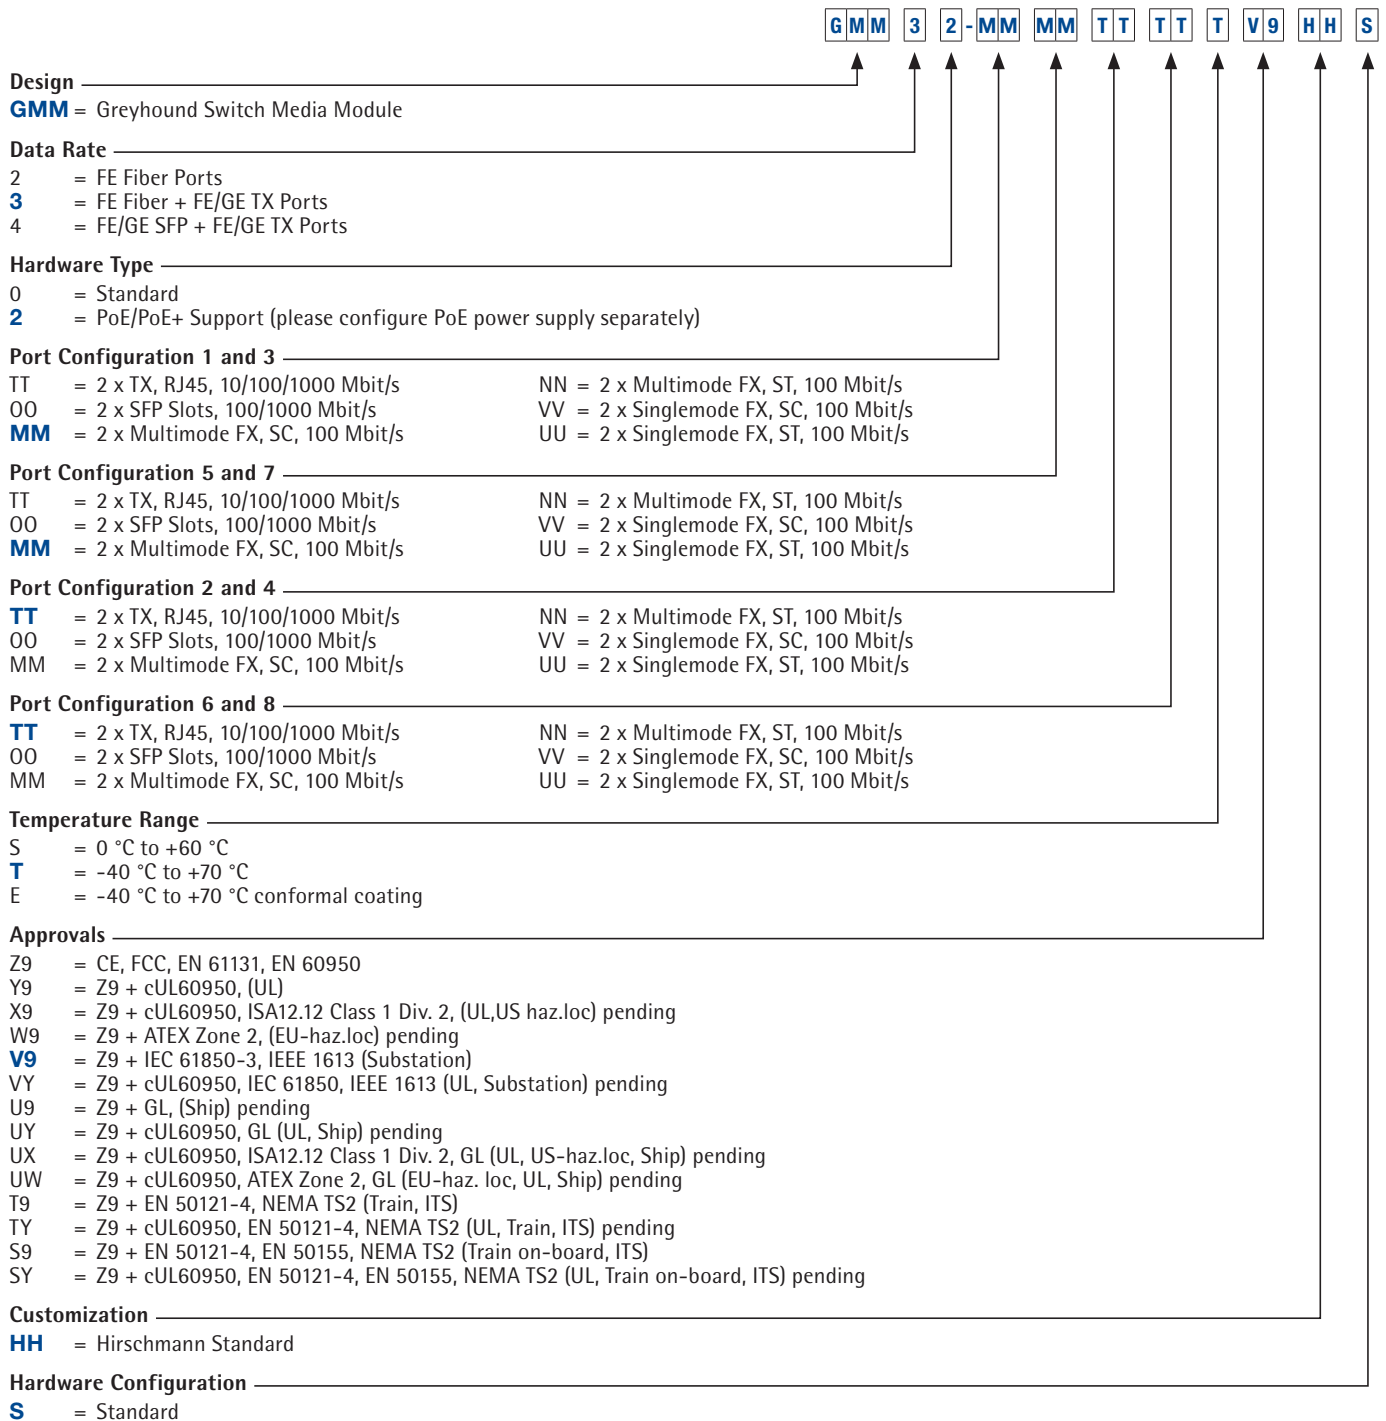 GMM 3 2-MM MM TT TT T V9 HH S
Design
GMM = Greyhound Switch Media Module
Data Rate
2 = FE Fiber Ports
3 = FE Fiber + FE/GE TX Ports
4 = FE/GE SFP + FE/GE TX Ports
Hardware Type
0 = Standard
2 = PoE/PoE+ Support (please configure PoE power supply separately)
Port Configuration 1 and 3
TT = 2 x TX, RJ45, 10/100/1000 Mbit/s NN = 2 x Multimode FX, ST, 100 Mbit/s
OO = 2 x SFP Slots, 100/1000 Mbit/s VV = 2 x Singlemode FX, SC, 100 Mbit/s
MM = 2 x Multimode FX, SC, 100 Mbit/s UU = 2 x Singlemode FX, ST, 100 Mbit/s
Port Configuration 5 and 7
TT = 2 x TX, RJ45, 10/100/1000 Mbit/s NN = 2 x Multimode FX, ST, 100 Mbit/s
OO = 2 x SFP Slots, 100/1000 Mbit/s VV = 2 x Singlemode FX, SC, 100 Mbit/s
MM = 2 x Multimode FX, SC, 100 Mbit/s UU = 2 x Singlemode FX, ST, 100 Mbit/s
Port Configuration 2 and 4
TT = 2 x TX, RJ45, 10/100/1000 Mbit/s NN = 2 x Multimode FX, ST, 100 Mbit/s
OO = 2 x SFP Slots, 100/1000 Mbit/s VV = 2 x Singlemode FX, SC, 100 Mbit/s
MM = 2 x Multimode FX, SC, 100 Mbit/s UU = 2 x Singlemode FX, ST, 100 Mbit/s
Port Configuration 6 and 8
TT = 2 x TX, RJ45, 10/100/1000 Mbit/s NN = 2 x Multimode FX, ST, 100 Mbit/s
OO = 2 x SFP Slots, 100/1000 Mbit/s VV = 2 x Singlemode FX, SC, 100 Mbit/s
MM = 2 x Multimode FX, SC, 100 Mbit/s UU = 2 x Singlemode FX, ST, 100 Mbit/s
Temperature Range
S = 0 °C to +60 °C
T = -40 °C to +70 °C
E = -40 °C to +70 °C conformal coating
Approvals
Z9 = CE, FCC, EN 61131, EN 60950
Y9 = Z9 + cUL60950, (UL)
X9 = Z9 + cUL60950, ISA12.12 Class 1 Div. 2, (UL,US haz.loc) pending
W9 = Z9 + ATEX Zone 2, (EU-haz.loc) pending
V9 = Z9 + IEC 61850-3, IEEE 1613 (Substation)
VY = Z9 + cUL60950, IEC 61850, IEEE 1613 (UL, Substation) pending
U9 = Z9 + GL, (Ship) pending
UY = Z9 + cUL60950, GL (UL, Ship) pending
UX = Z9 + cUL60950, ISA12.12 Class 1 Div. 2, GL (UL, US-haz.loc, Ship) pending
UW = Z9 + cUL60950, ATEX Zone 2, GL (EU-haz. loc, UL, Ship) pending
T9 = Z9 + EN 50121-4, NEMA TS2 (Train, ITS)
TY = Z9 + cUL60950, EN 50121-4, NEMA TS2 (UL, Train, ITS) pending
S9 = Z9 + EN 50121-4, EN 50155, NEMA TS2 (Train on-board, ITS)
SY = Z9 + cUL60950, EN 50121-4, EN 50155, NEMA TS2 (UL, Train on-board, ITS) pending
Customization
HH = Hirschmann Standard
Hardware Configuration
S = Standard